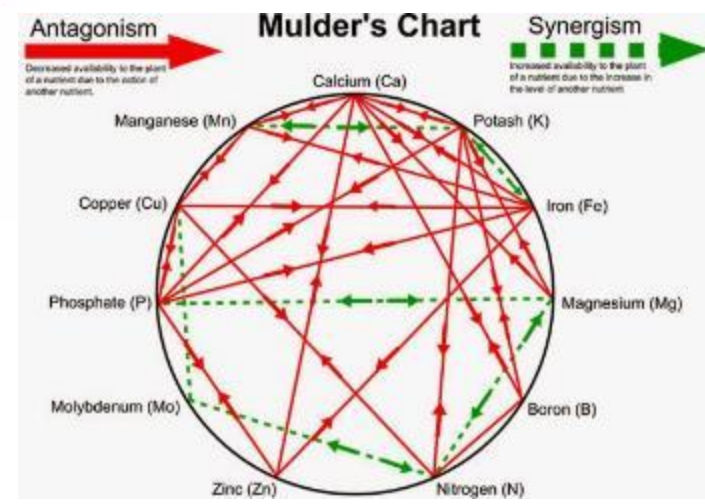 Antagonism
Mulder's Chart
Synergism
Decreased availability to the plant
of a nutrient due to the action of
another nutrient.
Increased availability to the plant
of a nutrient due to the increase in
the level of another nutrient
Calcium (Ca)
Manganese (Mn)
Potash (K)
Copper (Cu)
Iron (Fe)
Phosphate (P)
Magnesium (Mg)
Molybdenum (Mo)
Boron (B)
Zinc (Zn)
Nitrogen (N)